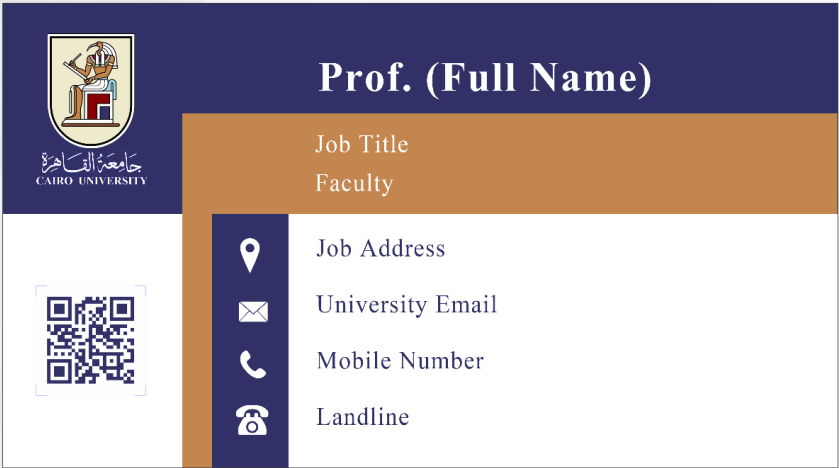 Prof. (Full Name)
جامعة القاهرة
CAIRO UNIVERSITY
Job Title
Faculty
Job Address
University Email
Mobile Number
Landline